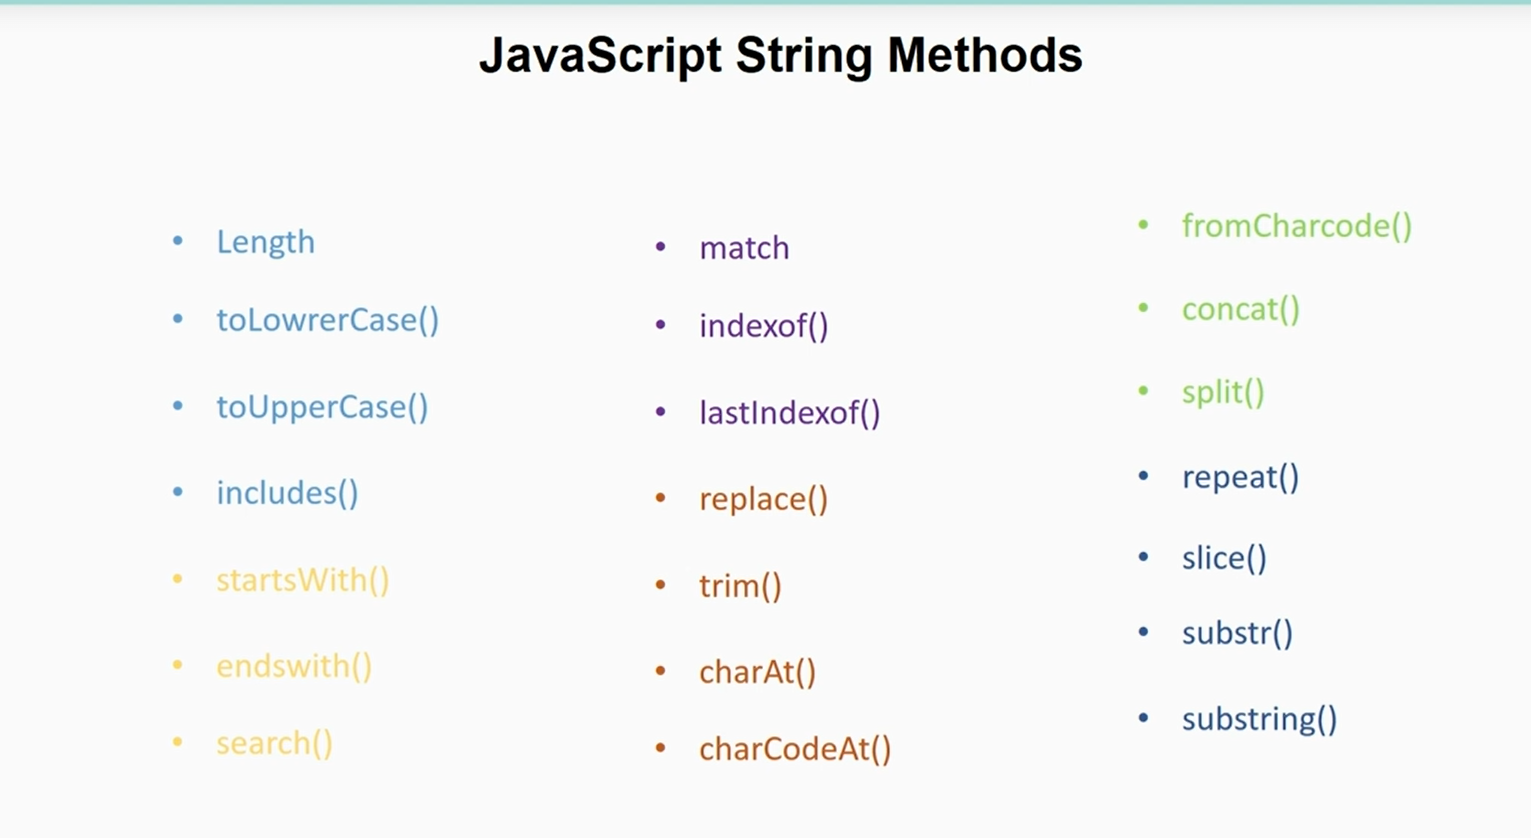 JavaScript String Methods
• Length
• toLowrerCase()
• toUpperCase()
• includes()
• startsWith()
• endswith()
• search()
• match
• indexof()
• lastIndexof()
• replace()
• trim()
• charAt()
• charCodeAt()
• fromCharcode()
• concat()
• split()
• repeat()
• slice()
• substr()
• substring()